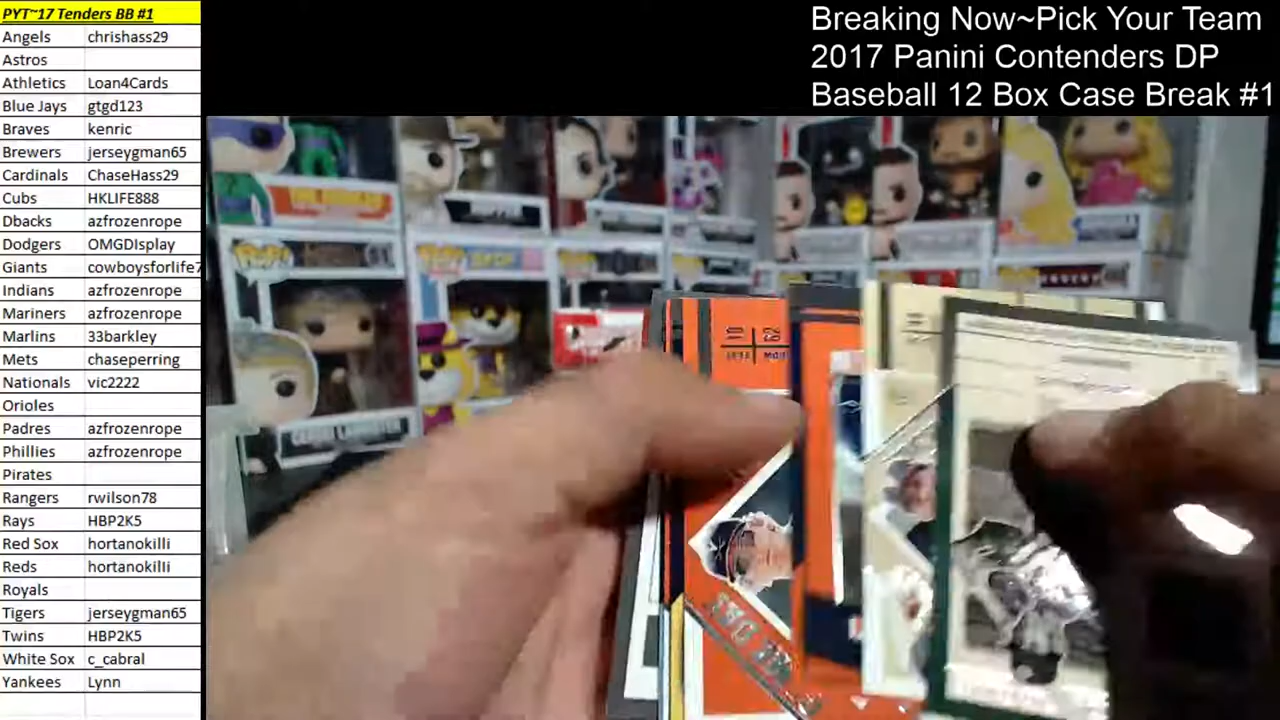 PYT~17 Tenders BB #1
Angels chrishass29
Astros
Athletics Loan4Cards
Blue Jays gtgd123
Braves kenric
Brewers jerseygman65
Cardinals ChaseHass29
Cubs HKLIFE888
Dbacks azfrozenrope
Dodgers OMGDIsplay
Giants cowboysforlife7
Indians azfrozenrope
Mariners azfrozenrope
Marlins 33barkley
Mets chaseperring
Nationals vic2222
Orioles
Padres azfrozenrope
Phillies azfrozenrope
Pirates
Rangers rwilson78
Rays HBP2K5
Red Sox hortanokilli
Reds hortanokilli
Royals
Tigers jerseygman65
Twins HBP2K5
White Sox c_cabral
Yankees Lynn
Breaking Now~Pick Your Team
2017 Panini Contenders DP
Baseball 12 Box Case Break #1